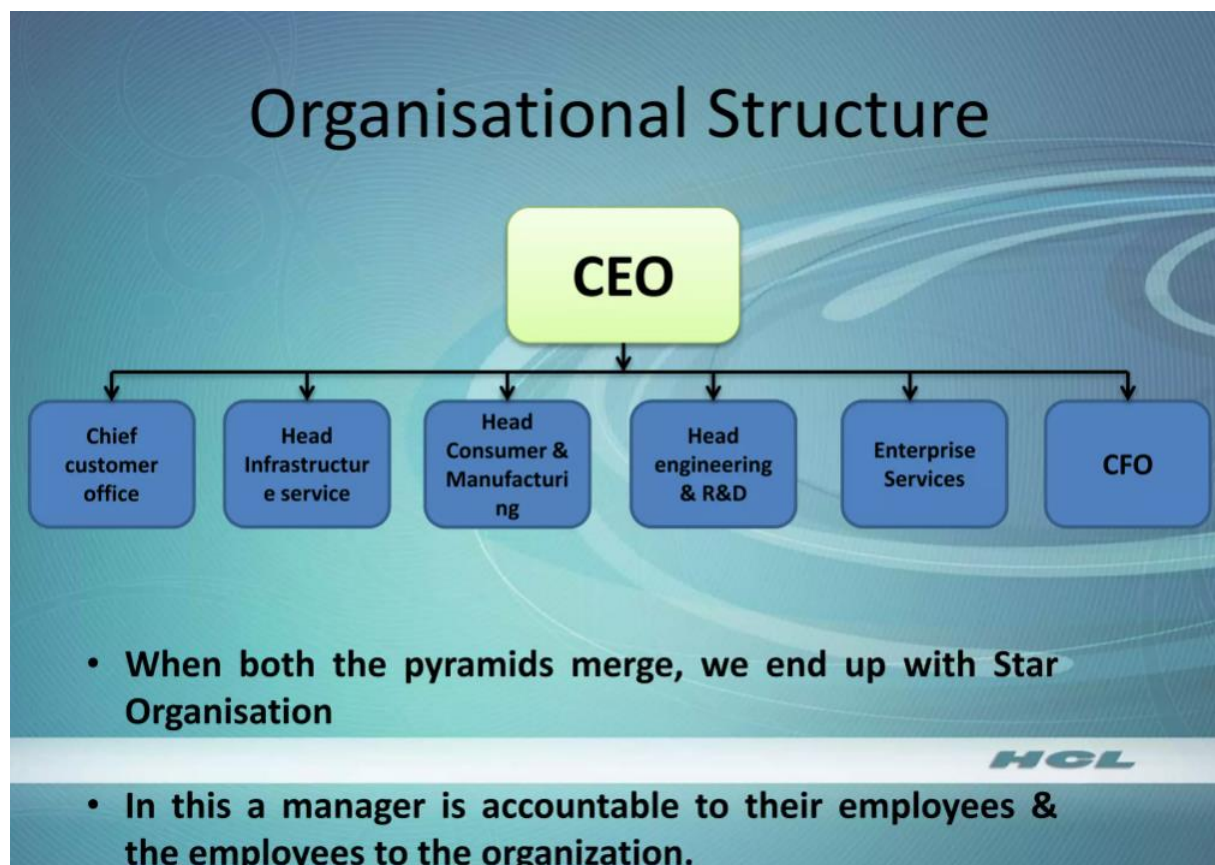 Organisational Structure
CEO
Chief
customer
office
Head
Infrastructur
e service
Head
Consumer &
Manufacturi
ng
Head
engineering
& R&D
Enterprise
Services
CFO
• When both the pyramids merge, we end up with Star
Organisation
HCL
• In this a manager is accountable to their employees &
the employees to the organization.